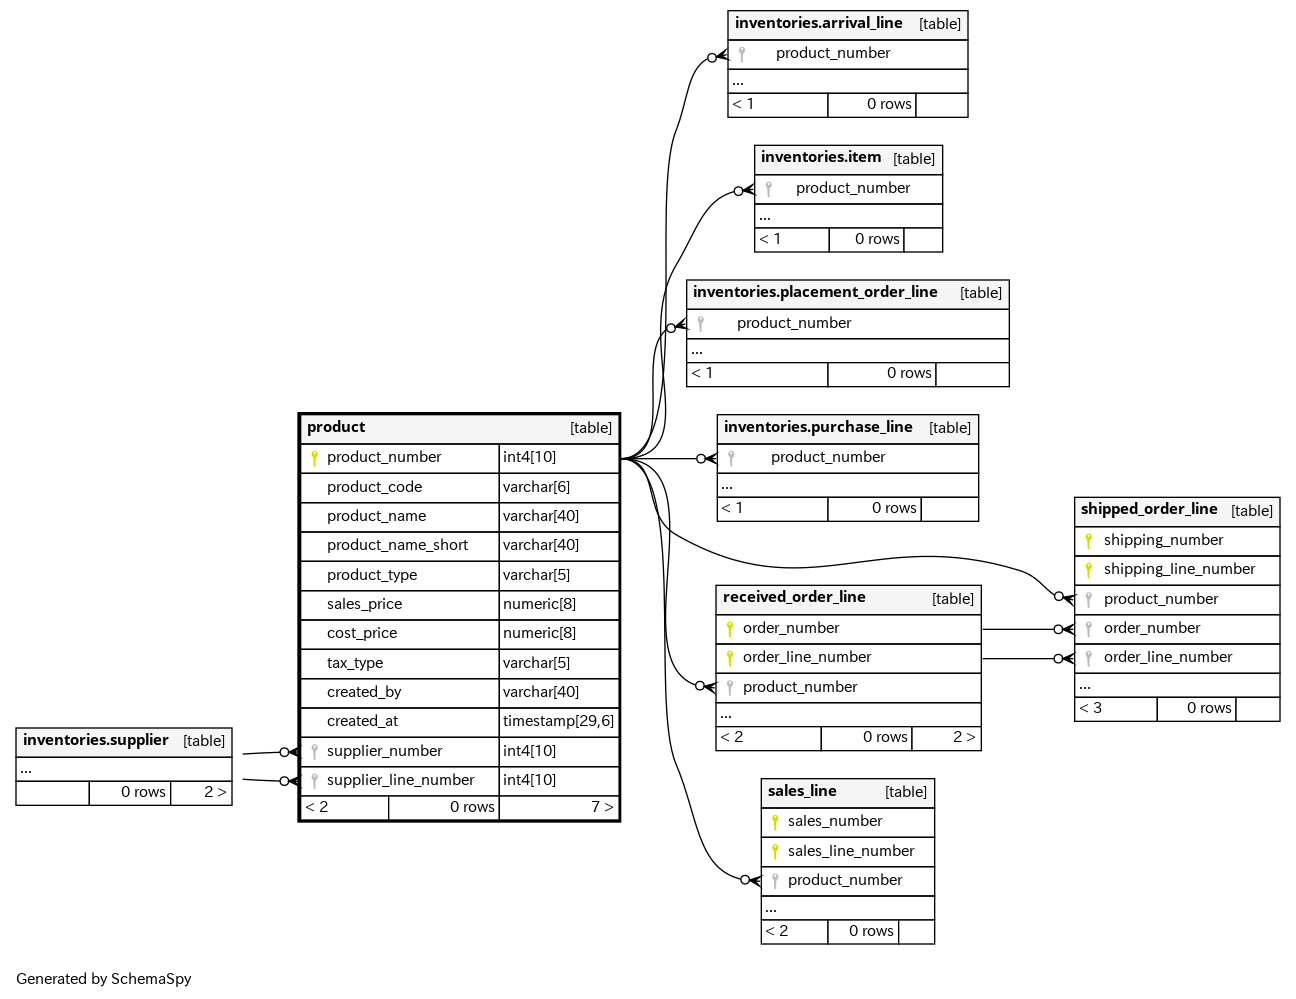 inventories.arrival_line [table]
product_number
...
< 1 0 rows
inventories.item [table]
product_number
...
< 1 0 rows
inventories.placement_order_line [table]
product_number
...
< 1 0 rows
product [table]
product_number int4[10]
product_code varchar[6]
product_name varchar[40]
product_name_short varchar[40]
product_type varchar[5]
sales_price numeric[8]
cost_price numeric[8]
tax_type varchar[5]
created_by varchar[40]
created_at timestamp[29,6]
supplier_number int4[10]
supplier_line_number int4[10]
< 2 0 rows 7 >
inventories.purchase_line [table]
product_number
...
< 1 0 rows
shipped_order_line [table]
shipping_number
shipping_line_number
product_number
order_number
order_line_number
...
< 3 0 rows
received_order_line [table]
order_number
order_line_number
product_number
...
< 2 0 rows 2 >
inventories.supplier [table]
...
0 rows 2 >
sales_line [table]
sales_number
sales_line_number
product_number
...
< 2 0 rows
Generated by SchemaSpy